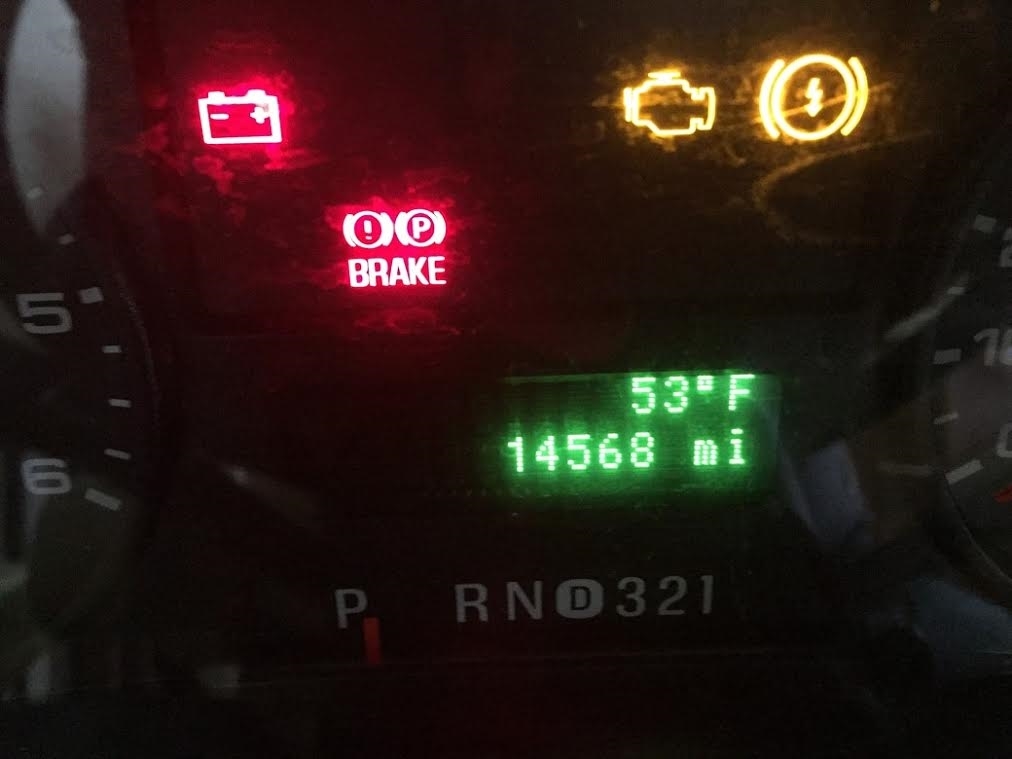 - +
! P
BRAKE
5
53°F
14568 mi
6
P RND321